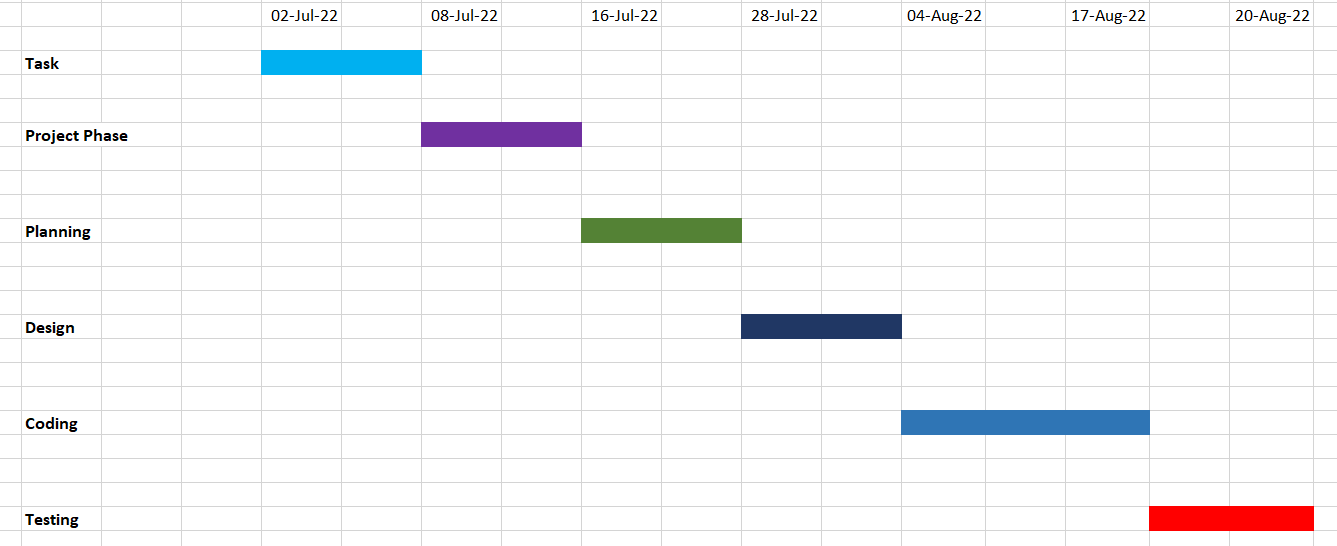 02-Jul-22 08-Jul-22 16-Jul-22 28-Jul-22 04-Aug-22 17-Aug-22 20-Aug-22
Task
Project Phase
Planning
Design
Coding
Testing